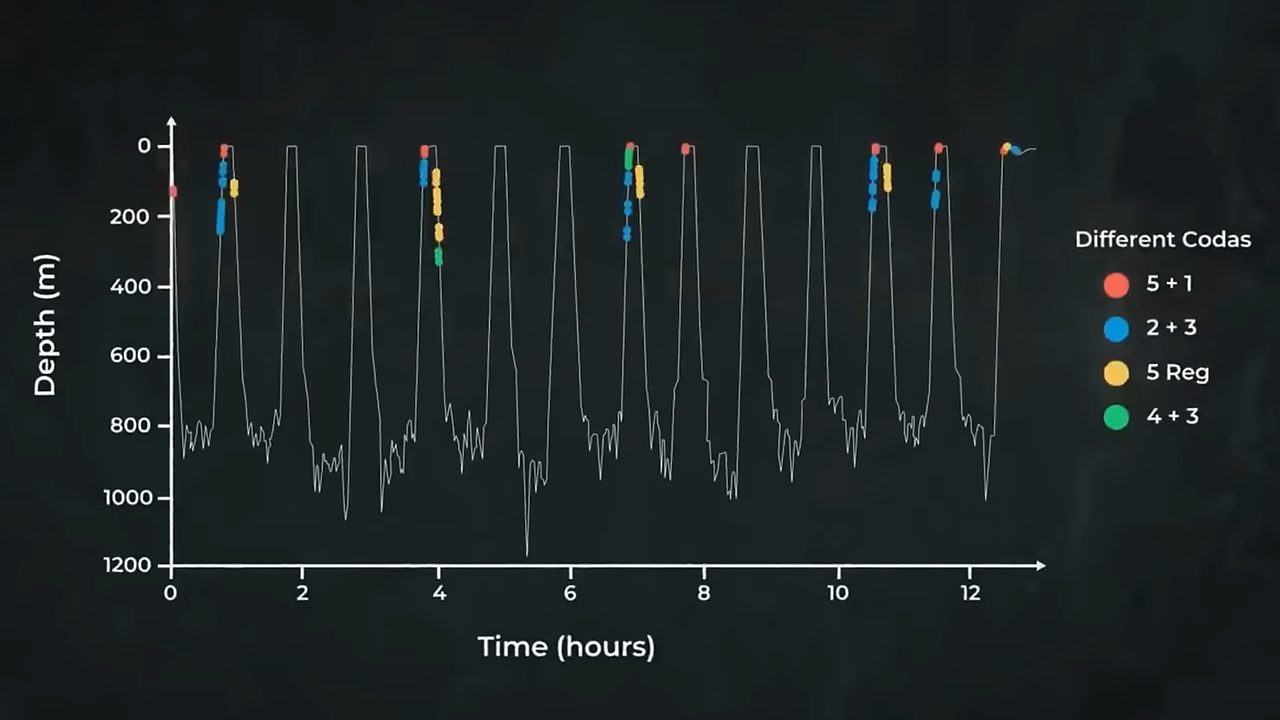 0
200
400
600
800
1000
1200
Depth (m)
0 2 4 6 8 10 12
Time (hours)
Different Codas
5 + 1
2 + 3
5 Reg
4 + 3